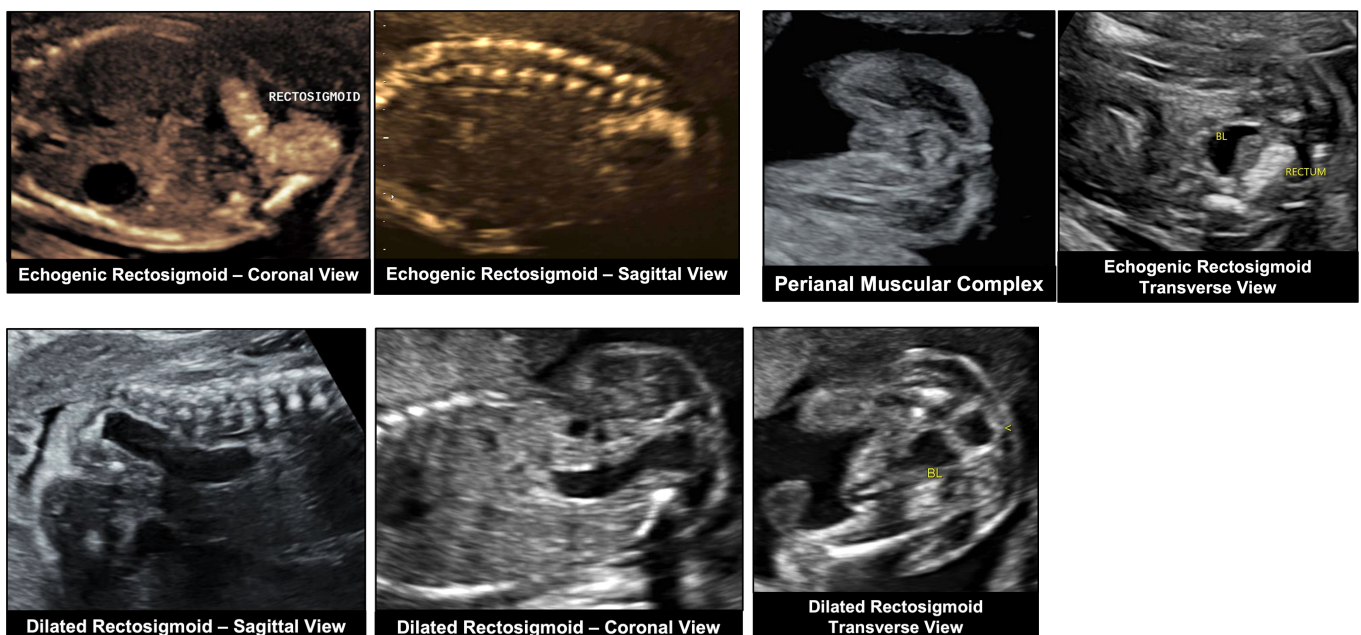 RECTOSIGMOID
Echogenic Rectosigmoid – Coronal View
Echogenic Rectosigmoid – Sagittal View
Perianal Muscular Complex
BL
RECTUM
Echogenic Rectosigmoid
Transverse View
Dilated Rectosigmoid – Sagittal View
Dilated Rectosigmoid – Coronal View
<
BL
Dilated Rectosigmoid
Transverse View